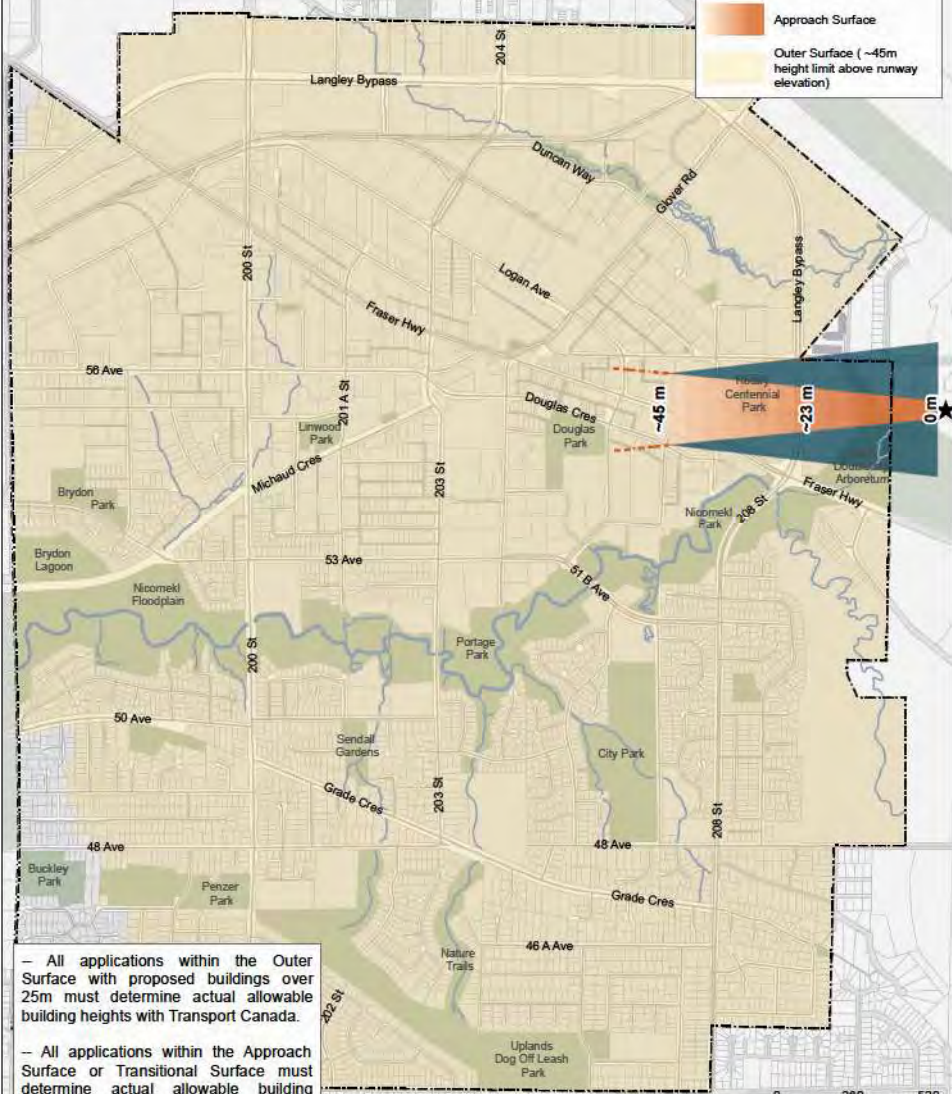 Approach Surface
Outer Surface ( ~45m
height limit above runway
elevation)
204 St
Langley Bypass
Duncan Way
Glover Rd
200 St
Logan Ave
Langley Bypass
Fraser Hwy
56 Ave
201 A St
Linwood
Park
Douglas Cres
Douglas
Park
~45 m
Centennial
Park
~23 m
0 m
Michaud Cres
203 St
Brydon
Park
Arboretum
Fraser Hwy
Nicomekl
Park
208 St
Brydon
Lagoon
53 Ave
51 B Ave
Nicomekl
Floodplain
200 St
Portage
Park
50 Ave
Sendall
Gardens
City Park
Grade Cres
203 St
208 St
48 Ave
48 Ave
Buckley
Park
Penzer
Park
Grade Cres
46 A Ave
Nature
Trails
202 St
Uplands
Dog Off Leash
Park
– All applications within the Outer
Surface with proposed buildings over
25m must determine actual allowable
building heights with Transport Canada.
– All applications within the Approach
Surface or Transitional Surface must
determine actual allowable building